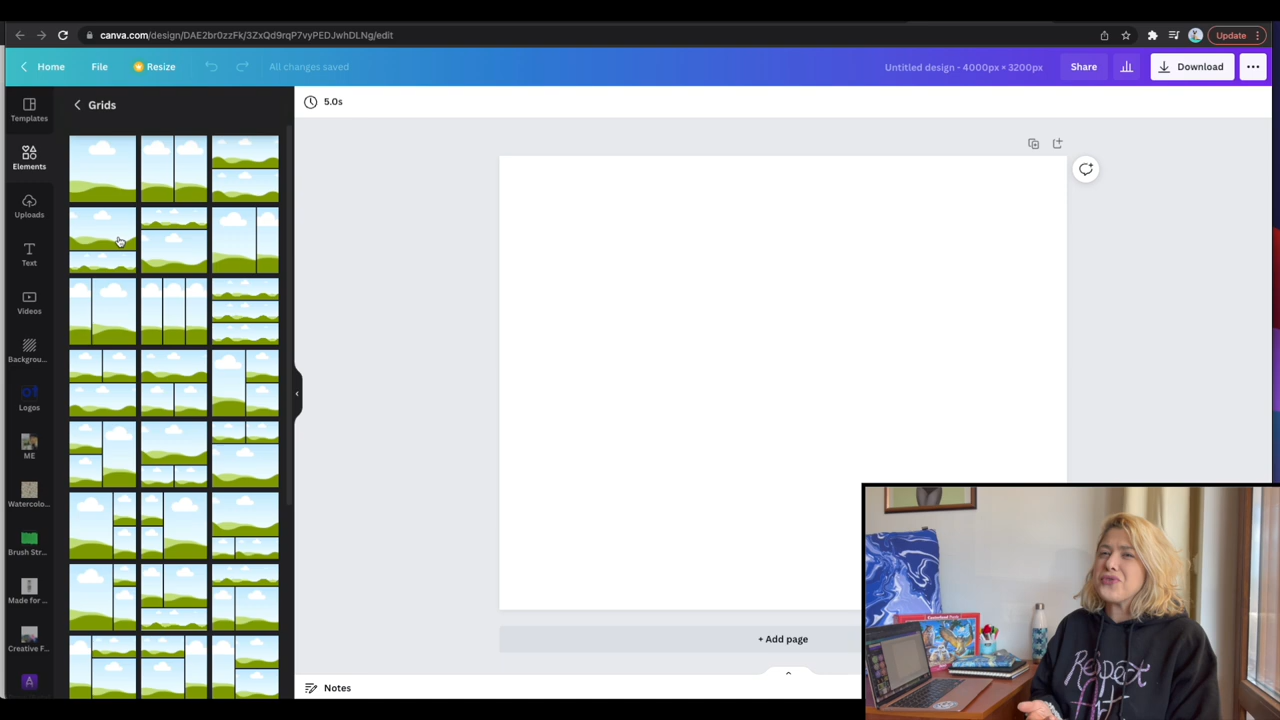 canva.com/design/DAE2br0zzFk/3ZxQd9rqP7vyPEDJwhDLNg/edit
Update
Home
File
Resize
All changes saved
Untitled design - 4000px × 3200px
Share
Download
Templates
Elements
Uploads
Text
Videos
Backgrou...
Logos
ME
Watercolo...
Brush Str...
Made for ...
Creative F...
Grids
5.0s
+ Add page
Notes
Respect
Art